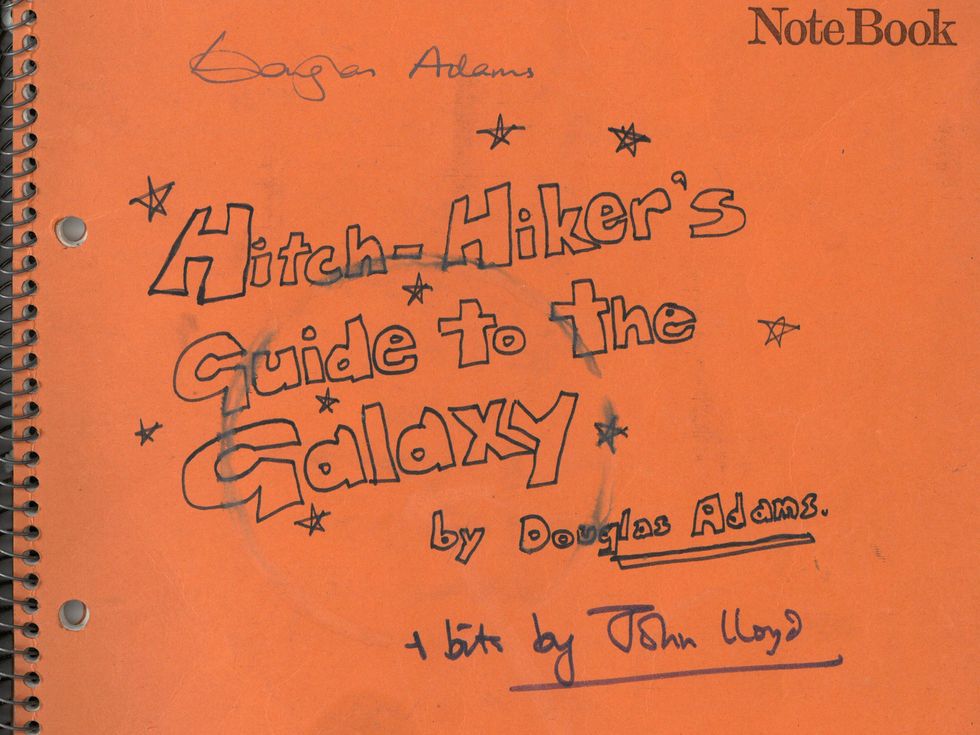 NoteBook
Douglas Adams
Hitch-Hiker's
Guide to the
Galaxy
by Douglas Adams.
+ bits by John Lloyd